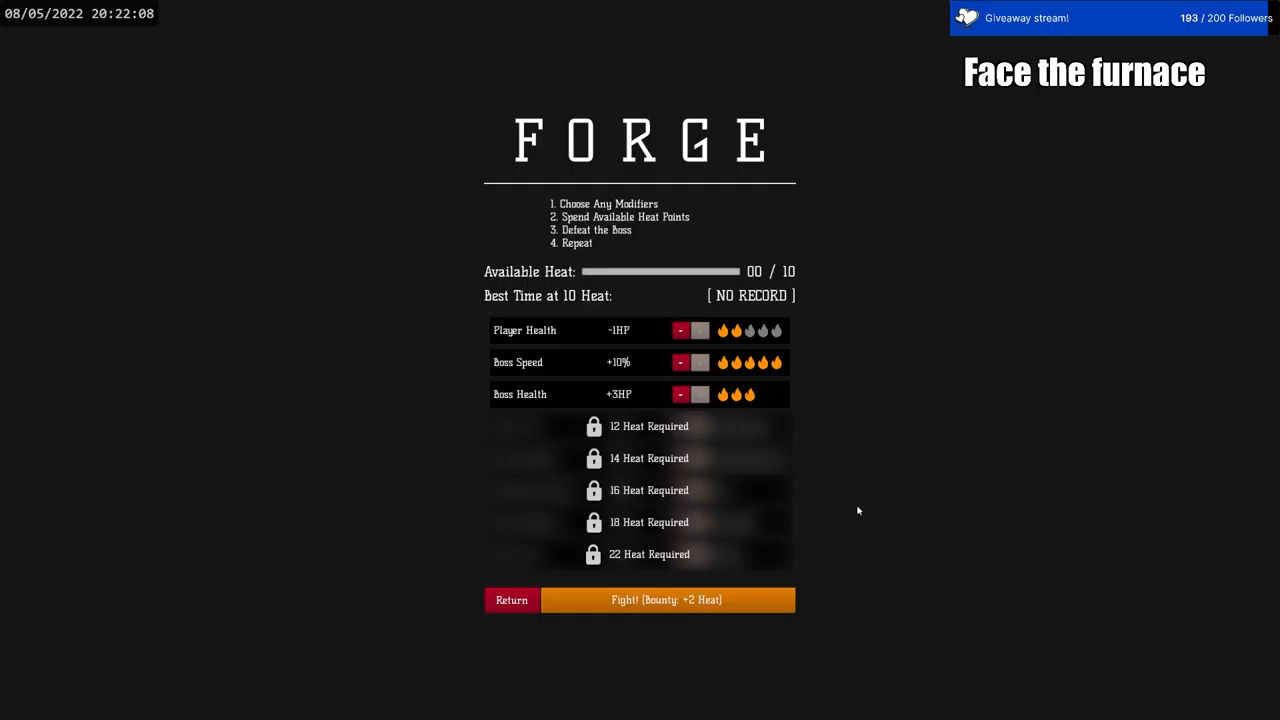 08/05/2022 20:22:08
Giveaway stream! 193 / 200 Followers
Face the furnace
FORGE
1. Choose Any Modifiers
2. Spend Available Heat Points
3. Defeat the Boss
4. Repeat
Available Heat: 00 / 10
Best Time at 10 Heat: [ NO RECORD ]
Player Health -1HP -
Boss Speed +10% -
Boss Health +3HP -
12 Heat Required
14 Heat Required
16 Heat Required
18 Heat Required
22 Heat Required
Return Fight! (Bounty: +2 Heat)